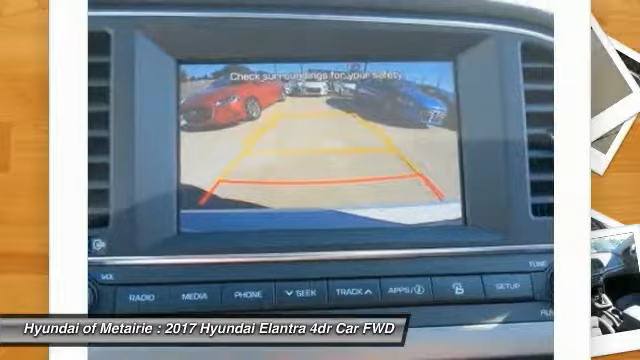 Check surroundings for your safety
VOL
TUNE
RADIO
MEDIA
PHONE
SEEK
TRACK
APPS/
SETUP
Hyundai of Metairie : 2017 Hyundai Elantra 4dr Car FWD